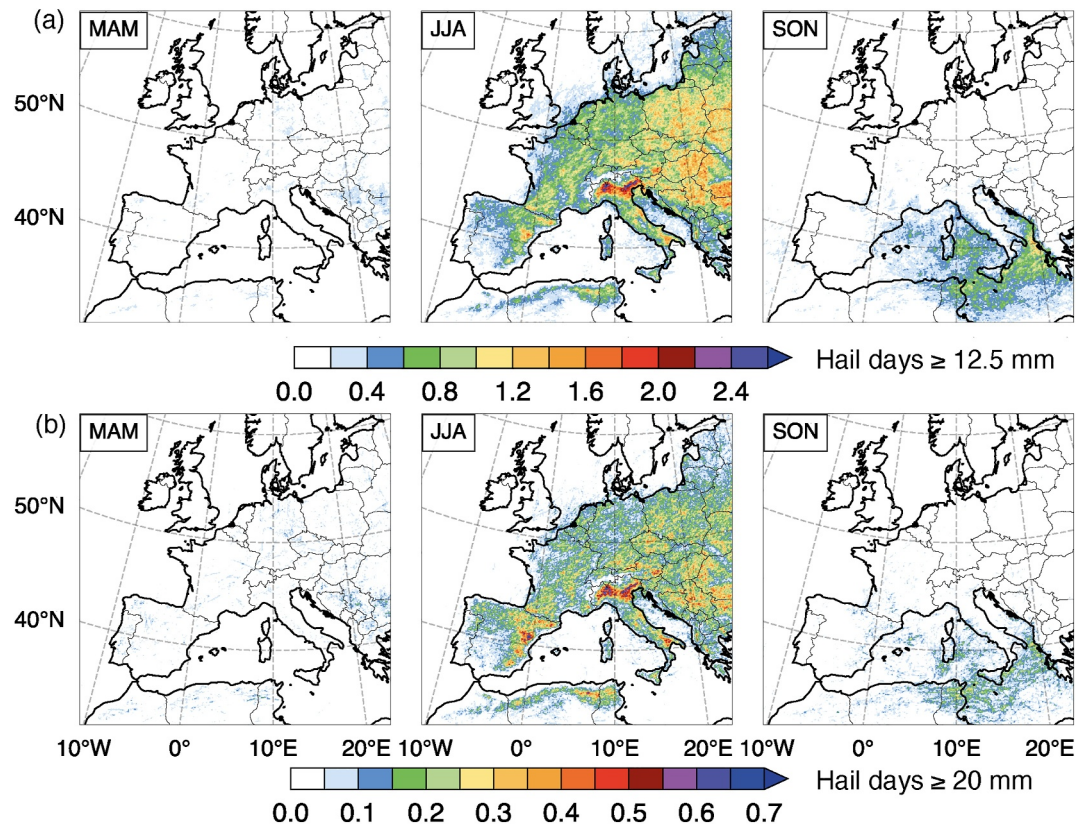 (a) MAM JJA SON
50°N
40°N
0.0 0.4 0.8 1.2 1.6 2.0 2.4 Hail days ≥ 12.5 mm
(b) MAM JJA SON
50°N
40°N
10°W 0° 10°E 20°E 0° 10°E 20°E 0° 10°E 20°E
10°W 10°W
0.0 0.1 0.2 0.3 0.4 0.5 0.6 0.7 Hail days ≥ 20 mm